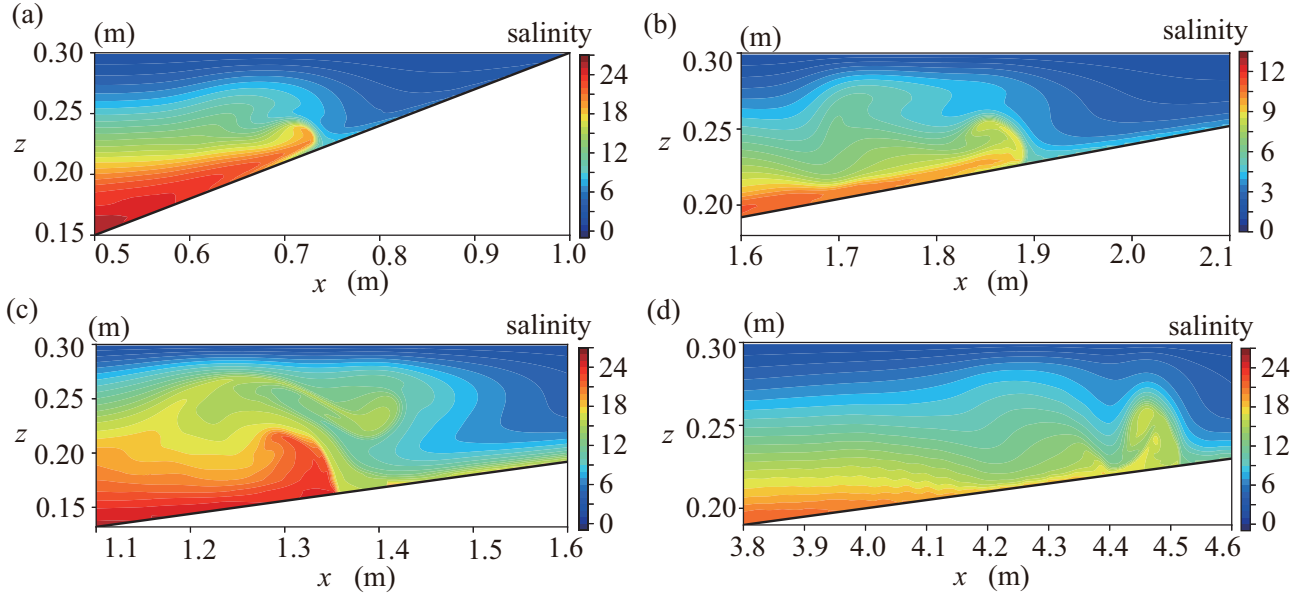 (a)
(m)
salinity
0.30
0.25
z
0.20
0.15
0.5 0.6 0.7 0.8 0.9 1.0
x (m)
24
18
12
6
0
(b)
(m)
salinity
0.30
0.25
z
0.20
1.6 1.7 1.8 1.9 2.0 2.1
x (m)
12
9
6
3
0
(c)
(m)
salinity
0.30
0.25
z
0.20
0.15
1.1 1.2 1.3 1.4 1.5 1.6
x (m)
24
18
12
6
0
(d)
(m)
salinity
0.30
0.25
z
0.20
3.8 3.9 4.0 4.1 4.2 4.3 4.4 4.5 4.6
x (m)
24
18
12
6
0